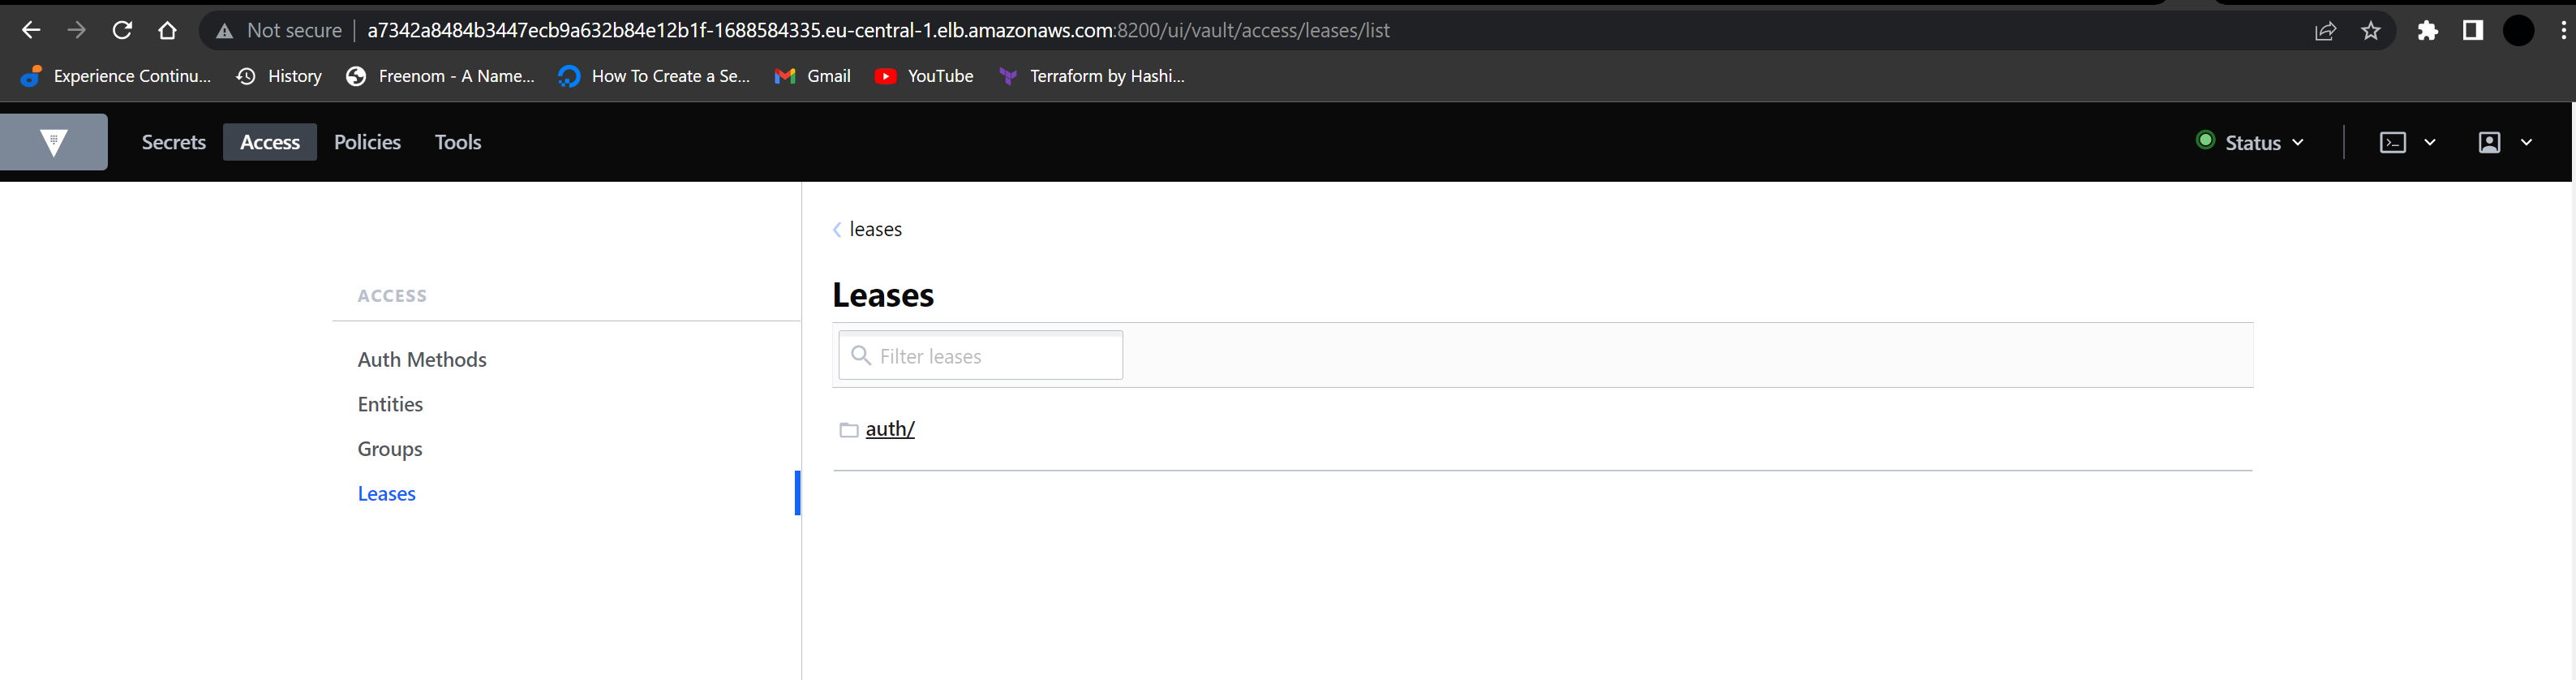 Not secure a7342a8484b3447ecb9a632b84e12b1f-1688584335.eu-central-1.elb.amazonaws.com:8200/ui/vault/access/leases/list
Experience Continu... History Freenom - A Name... How To Create a Se... Gmail YouTube Terraform by Hashi...
Secrets Access Policies Tools Status
leases
ACCESS
Leases
Filter leases
Auth Methods
Entities
auth/
Groups
Leases